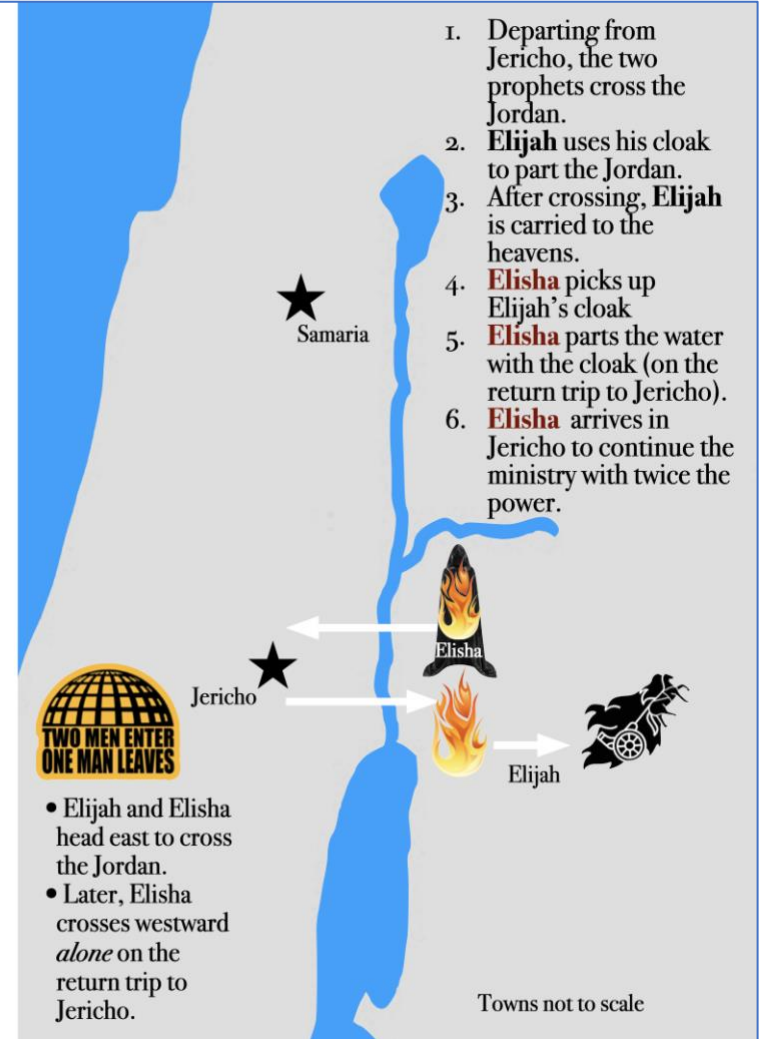 1. Departing from
Jericho, the two
prophets cross the
Jordan.
2. Elijah uses his cloak
to part the Jordan.
3. After crossing, Elijah
is carried to the
heavens.
4. Elisha picks up
Elijah's cloak
5. Elisha parts the water
with the cloak (on the
return trip to Jericho).
6. Elisha arrives in
Jericho to continue the
ministry with twice the
power.
Samaria
Elisha
Jericho
Elijah
TWO MEN ENTER
ONE MAN LEAVES
• Elijah and Elisha
head east to cross
the Jordan.
• Later, Elisha
crosses westward
alone on the
return trip to
Jericho.
Towns not to scale